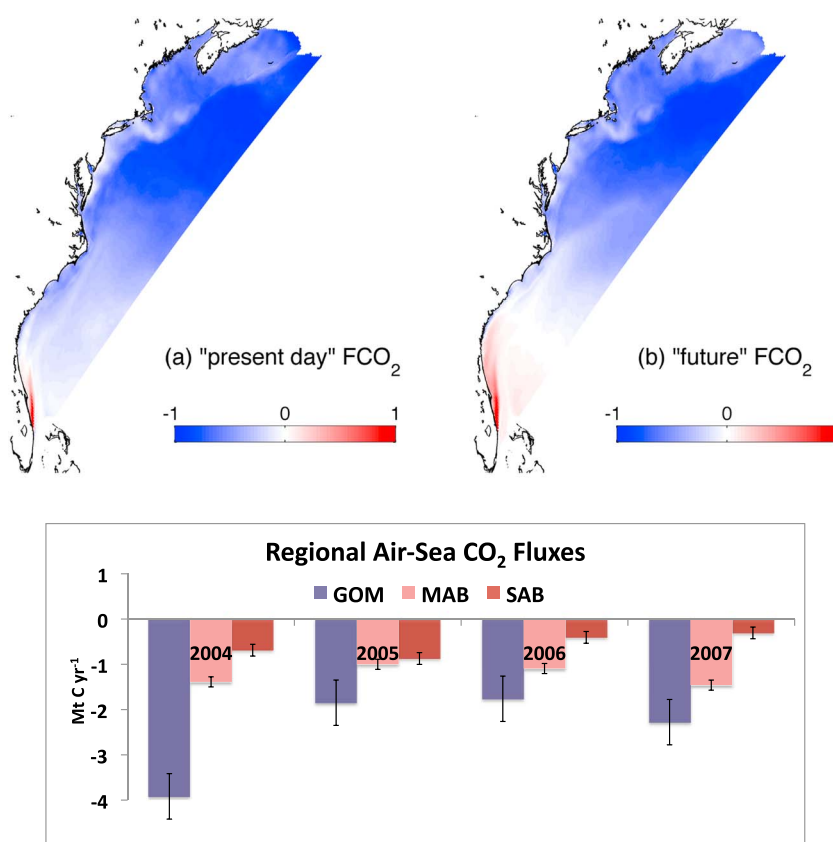 (a) "present day" FCO2
-1 0 1
(b) "future" FCO2
-1 0
Regional Air-Sea CO2 Fluxes
GOM MAB SAB
1
0
-1
-2
-3
-4
Mt C yr-1
2004 2005 2006 2007